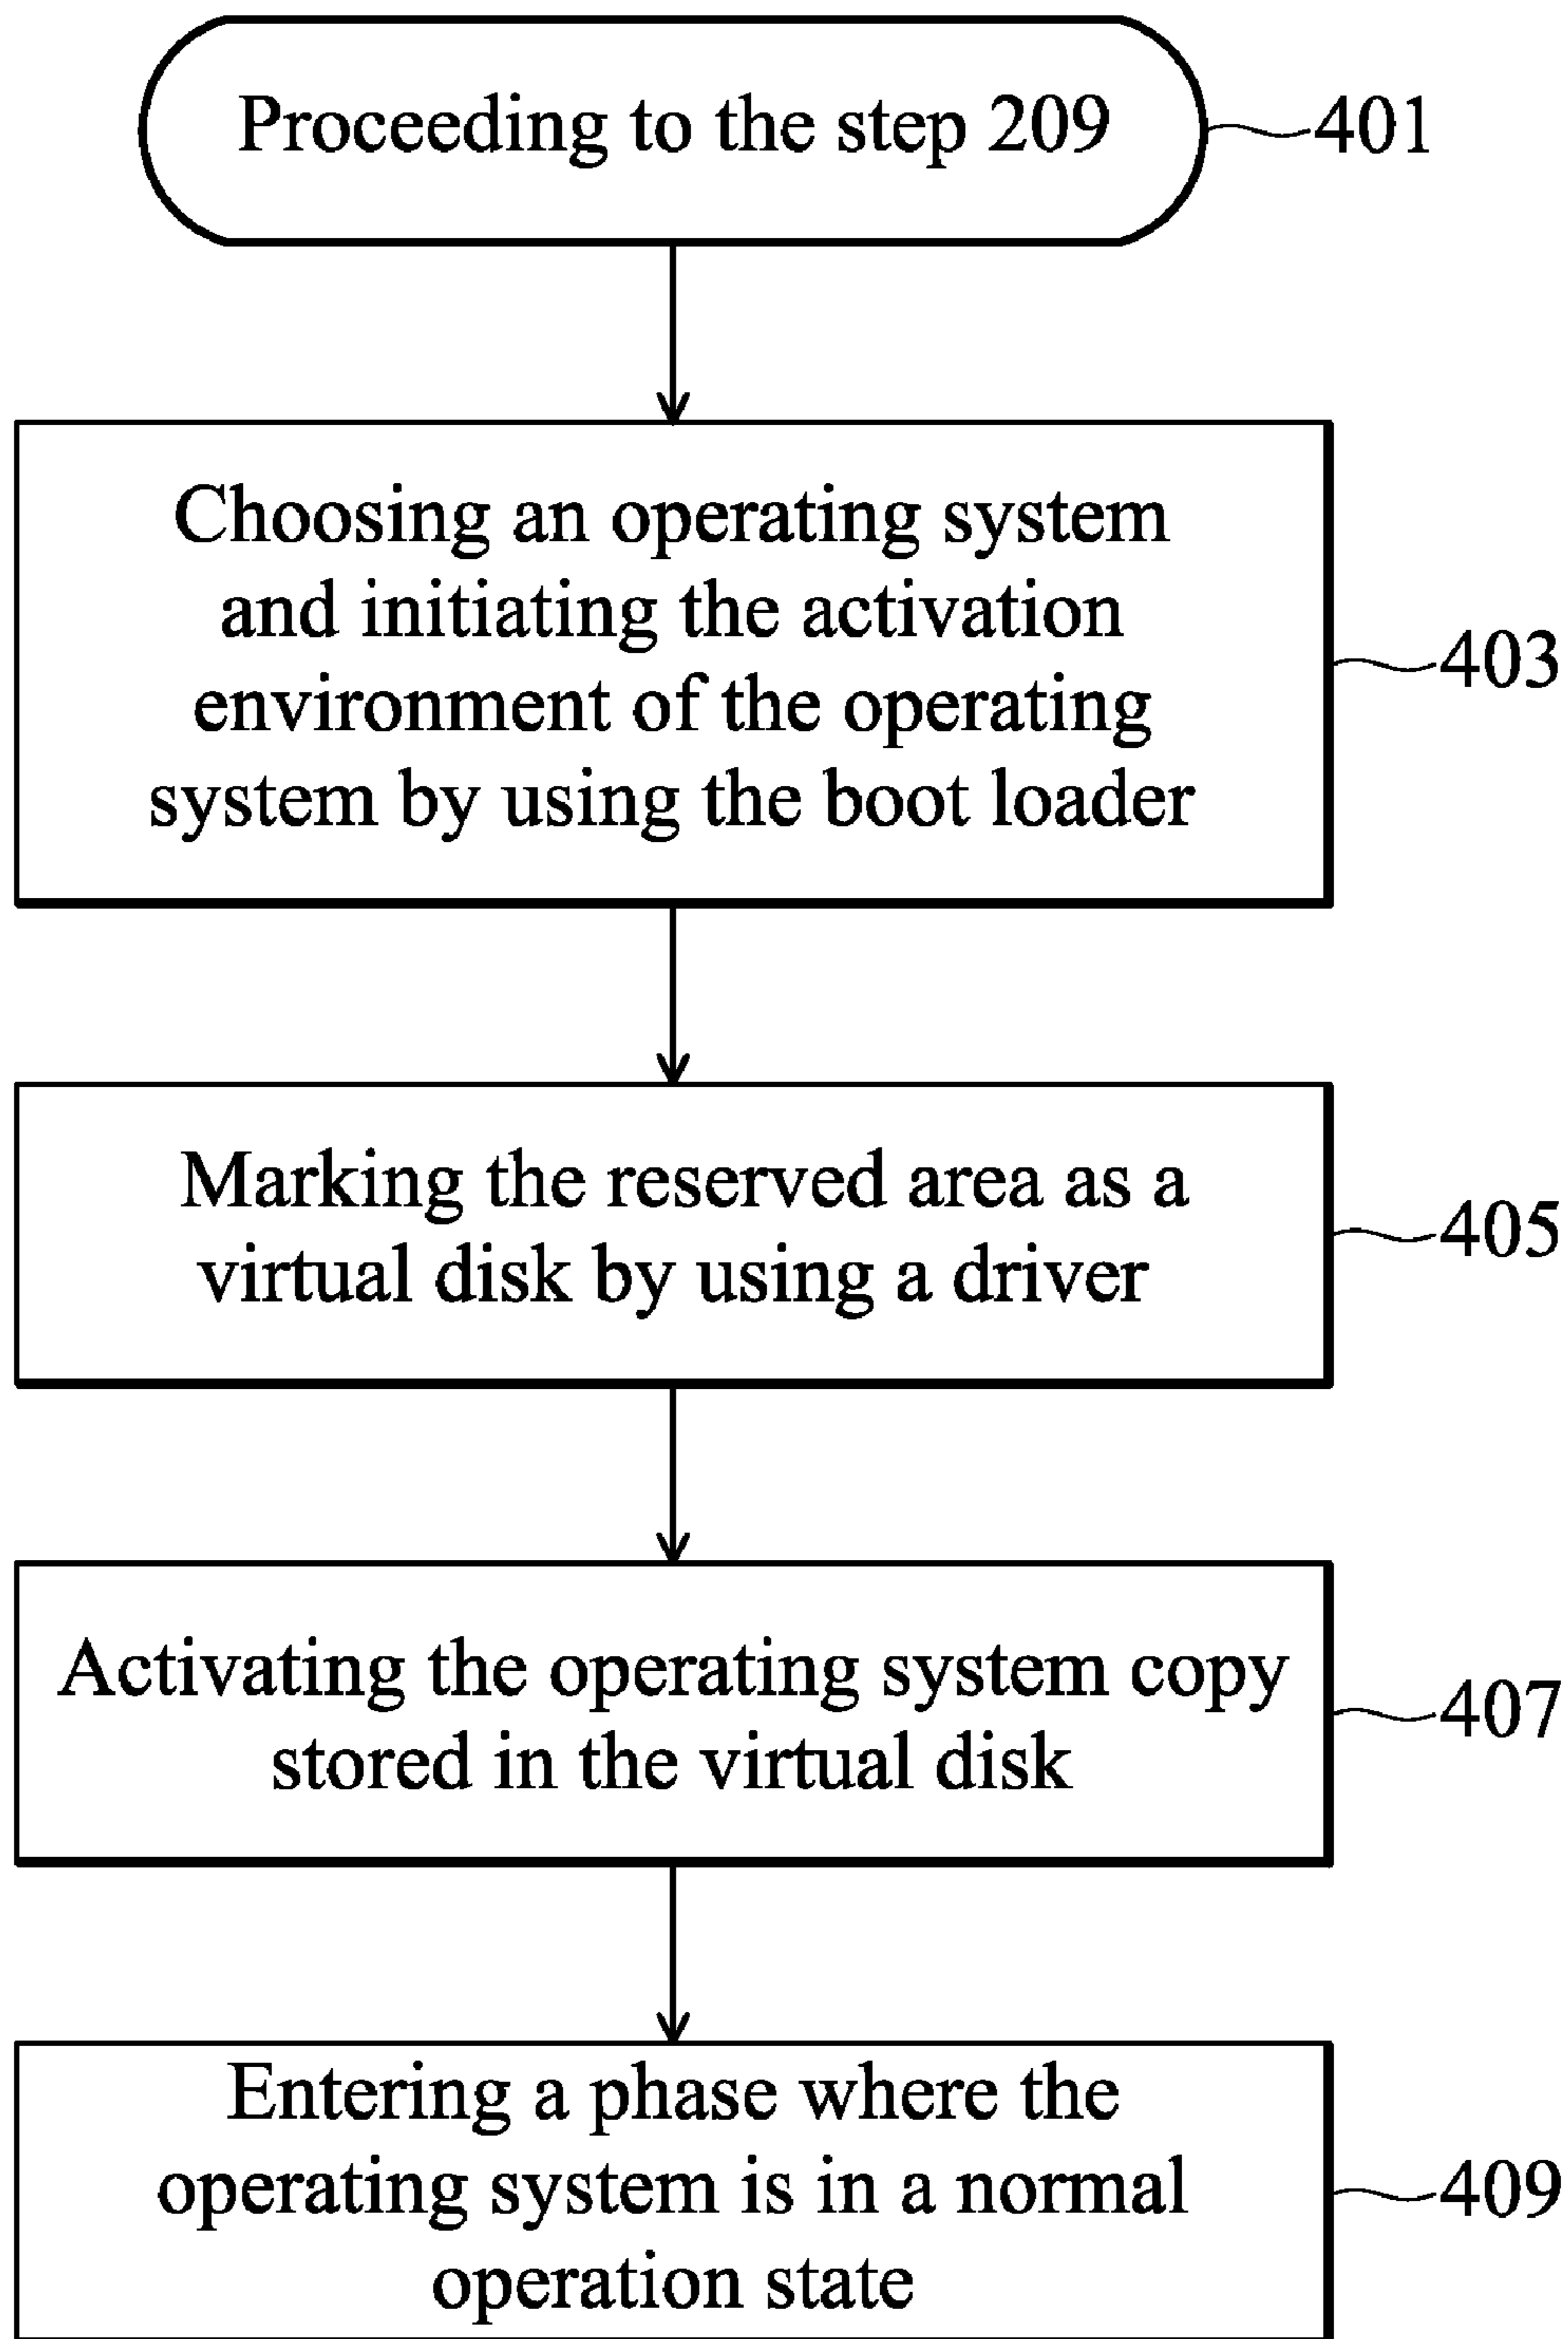 Proceeding to the step 209
401
Choosing an operating system
and initiating the activation
environment of the operating
system by using the boot loader
403
Marking the reserved area as a
virtual disk by using a driver
405
Activating the operating system copy
stored in the virtual disk
407
Entering a phase where the
operating system is in a normal
operation state
409